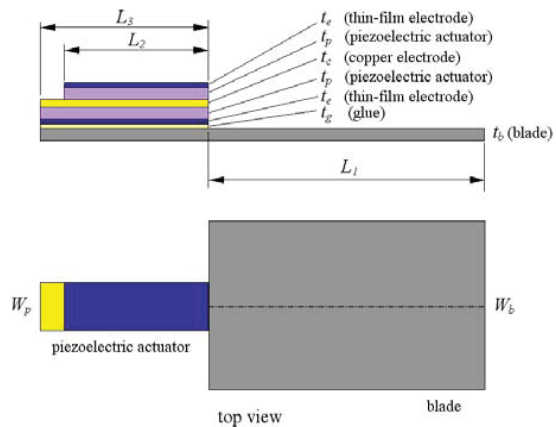 L3
L2
te (thin-film electrode)
tp (piezoelectric actuator)
tc (copper electrode)
tp (piezoelectric actuator)
te (thin-film electrode)
tg (glue)
tb (blade)
L1
Wp
Wb
piezoelectric actuator
blade
top view